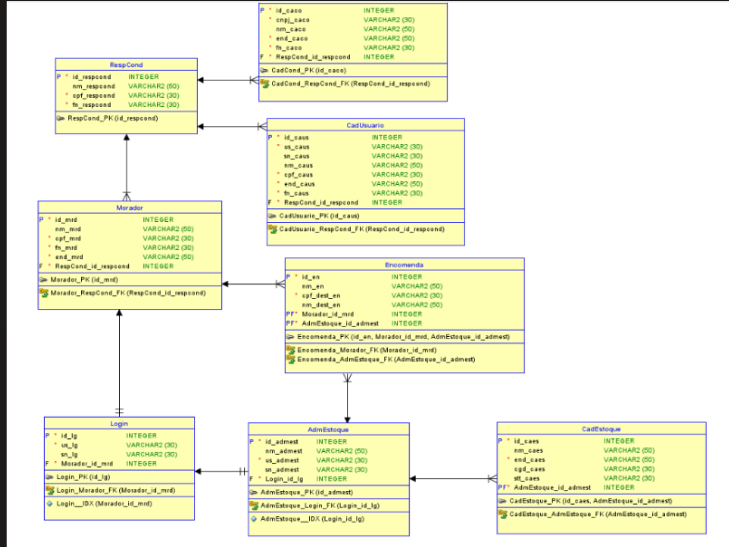 P * id_caco INTEGER
* cnpj_caco VARCHAR2 (30)
nm_caco VARCHAR2 (50)
* end_caco VARCHAR2 (50)
* fn_caco VARCHAR2 (30)
F * RespCond_id_respcond INTEGER
CadCond_PK (id_caco)
CadCond_RespCond_FK (RespCond_id_respcond)
RespCond
P * id_respcond INTEGER
nm_respcond VARCHAR2 (50)
* cpf_respcond VARCHAR2 (30)
* fn_respcond VARCHAR2 (30)
RespCond_PK (id_respcond)
CadUsuario
P * id_caus INTEGER
* us_caus VARCHAR2 (30)
sn_caus VARCHAR2 (30)
nm_caus VARCHAR2 (50)
* cpf_caus VARCHAR2 (30)
* end_caus VARCHAR2 (50)
* fn_caus VARCHAR2 (30)
F * RespCond_id_respcond INTEGER
CadUsuario_PK (id_caus)
CadUsuario_RespCond_FK (RespCond_id_respcond)
Morador
P * id_mrd INTEGER
nm_mrd VARCHAR2 (50)
* cpf_mrd VARCHAR2 (30)
* fn_mrd VARCHAR2 (30)
* end_mrd VARCHAR2 (50)
F * RespCond_id_respcond INTEGER
Morador_PK (id_mrd)
Morador_RespCond_FK (RespCond_id_respcond)
Encomenda
P * id_en INTEGER
nm_en VARCHAR2 (50)
* cpf_dest_en VARCHAR2 (30)
nm_dest_en VARCHAR2 (50)
PF* Morador_id_mrd INTEGER
PF* AdmEstoque_id_admest INTEGER
Encomenda_PK (id_en, Morador_id_mrd, AdmEstoque_id_admest)
Encomenda_Morador_FK (Morador_id_mrd)
Encomenda_AdmEstoque_FK (AdmEstoque_id_admest)
Login
P * id_lg INTEGER
* us_lg VARCHAR2 (30)
sn_lg VARCHAR2 (30)
F * Morador_id_mrd INTEGER
Login_PK (id_lg)
Login_Morador_FK (Morador_id_mrd)
Login__IDX (Morador_id_mrd)
AdmEstoque
P * id_admest INTEGER
nm_admest VARCHAR2 (50)
* us_admest VARCHAR2 (30)
sn_admest VARCHAR2 (30)
F * Login_id_lg INTEGER
AdmEstoque_PK (id_admest)
AdmEstoque_Login_FK (Login_id_lg)
AdmEstoque__IDX (Login_id_lg)
CadEstoque
P * id_caes INTEGER
* nm_caes VARCHAR2 (50)
* end_caes VARCHAR2 (50)
cgd_caes VARCHAR2 (30)
stt_caes VARCHAR2 (30)
PF* AdmEstoque_id_admest INTEGER
CadEstoque_PK (id_caes, AdmEstoque_id_admest)
CadEstoque_AdmEstoque_FK (AdmEstoque_id_admest)